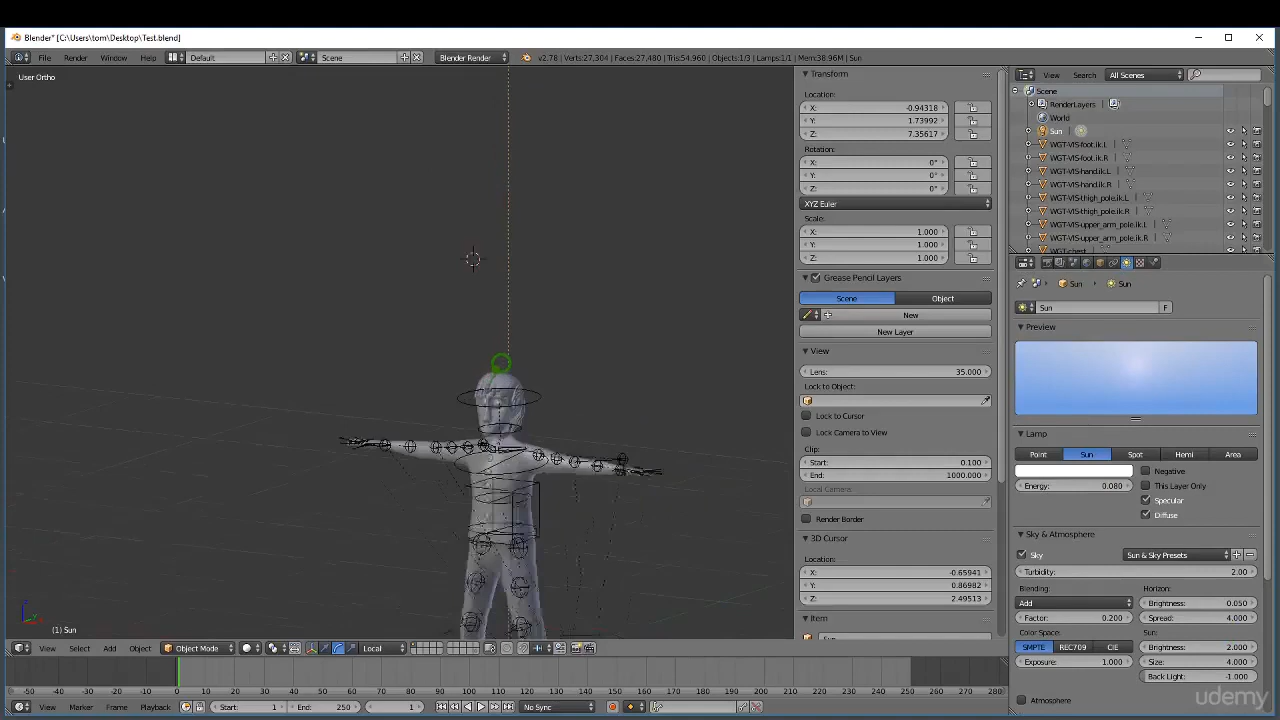 Blender* [C:\Users\tom\Desktop\Test.blend]
File Render Window Help Default Scene Blender Render v2.78 | Verts:27,304 | Faces:27,480 | Tris:54,960 | Objects:1/3 | Lamps:1/1 | Mem:38.96M | Sun
User Ortho
(1) Sun
View Select Add Object Object Mode Local
-50 -40 -30 -20 -10 0 10 20 30 40 50 60 70 80 90 100 110 120 130 140 150 160 170 180 190 200 210 220 230 240 250 260 270 280
View Marker Frame Playback Start: 1 End: 250 1 No Sync
Transform
Location:
X: -0.94318
Y: 1.73992
Z: 7.35617
Rotation:
X: 0°
Y: 0°
Z: 0°
XYZ Euler
Scale:
X: 1.000
Y: 1.000
Z: 1.000
Grease Pencil Layers
Scene Object
New
New Layer
View
Lens: 35.000
Lock to Object:
Lock to Cursor
Lock Camera to View
Clip:
Start: 0.100
End: 1000.000
Local Camera:
Render Border
3D Cursor
Location:
X: -0.65941
Y: 0.86982
Z: 2.49513
Item
View Search All Scenes
Scene
RenderLayers
World
Sun
WGT-VIS-foot.ik.L
WGT-VIS-foot.ik.R
WGT-VIS-hand.ik.L
WGT-VIS-hand.ik.R
WGT-VIS-thigh_pole.ik.L
WGT-VIS-thigh_pole.ik.R
WGT-VIS-upper_arm_pole.ik.L
WGT-VIS-upper_arm_pole.ik.R
WGT-chest
Sun Sun
Sun F
Preview
Lamp
Point Sun Spot Hemi Area
Negative
Energy: 0.080 This Layer Only
Specular
Diffuse
Sky & Atmosphere
Sky Sun & Sky Presets
Turbidity: 2.00
Blending: Horizon:
Add Brightness: 0.050
Factor: 0.200 Spread: 4.000
Color Space: Sun:
SMPTE REC709 CIE Brightness: 2.000
Exposure: 1.000 Size: 4.000
Back Light: -1.000
Atmosphere
udemy